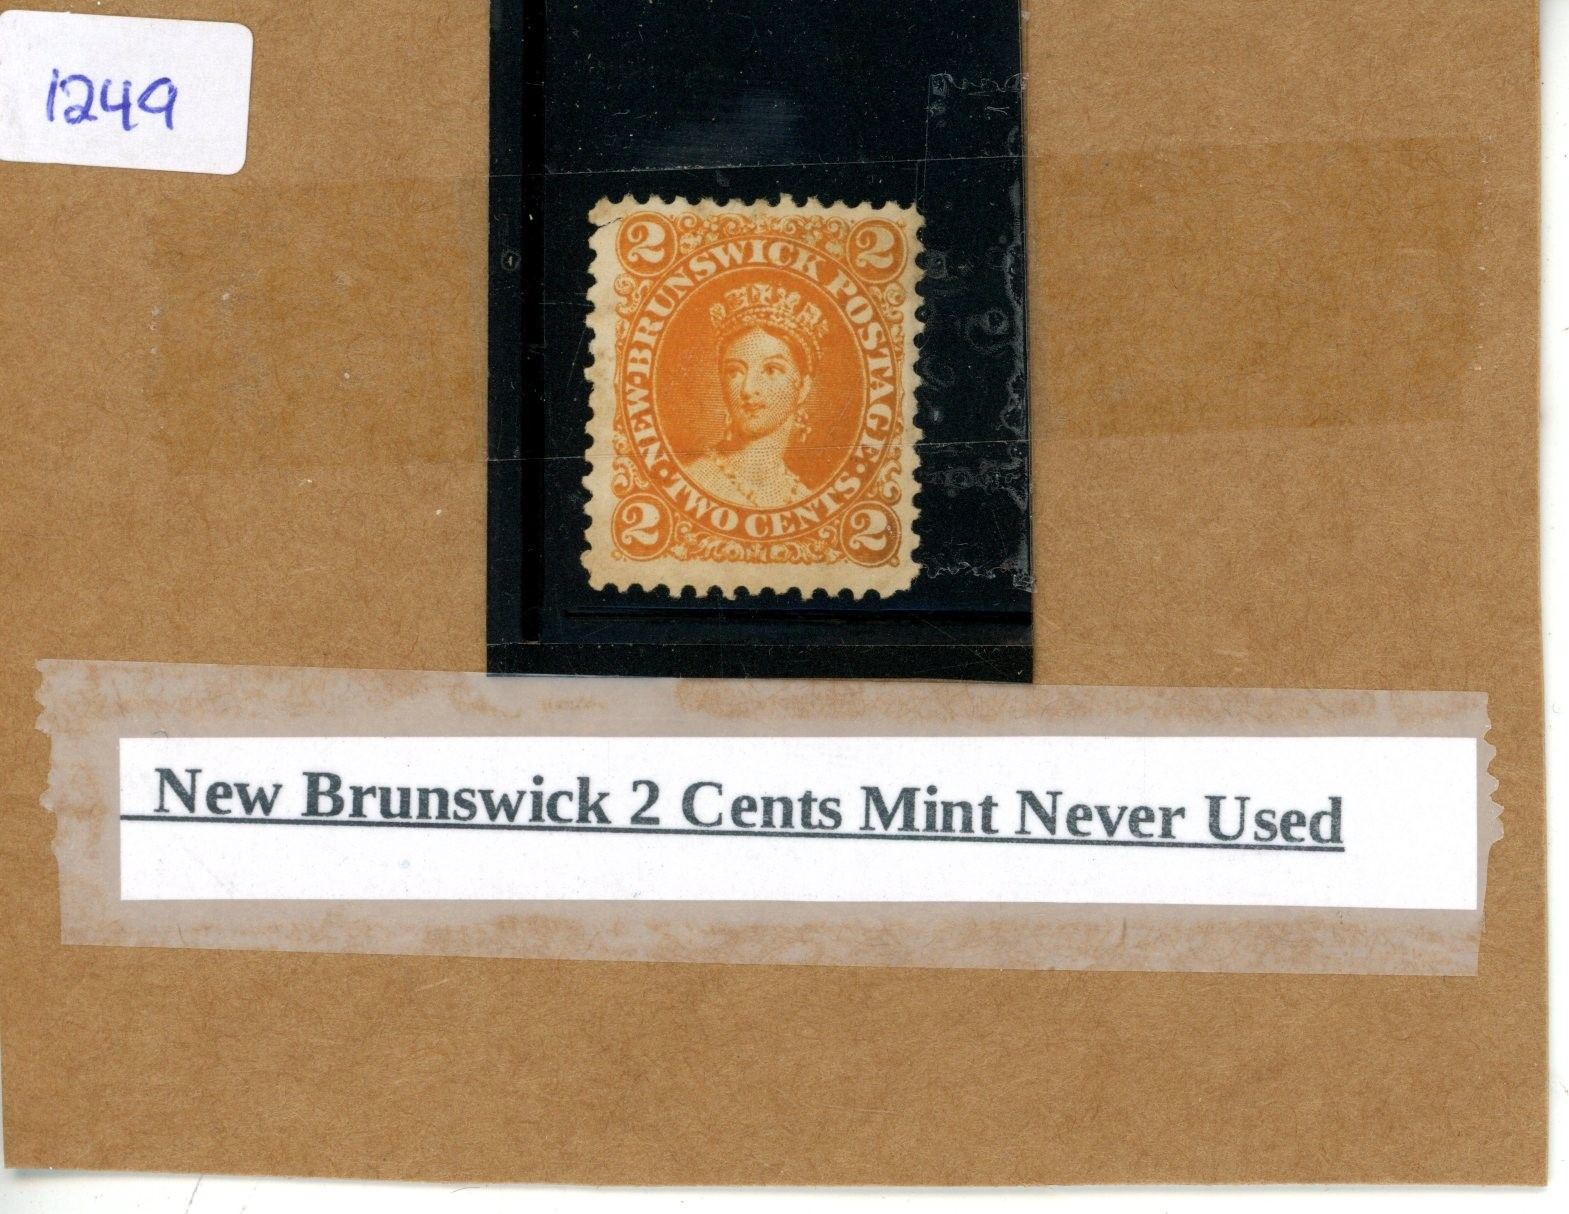 1249
2 2
NEW-BRUNSWICK POSTAGE.
· TWO CENTS.
2 2
New Brunswick 2 Cents Mint Never Used